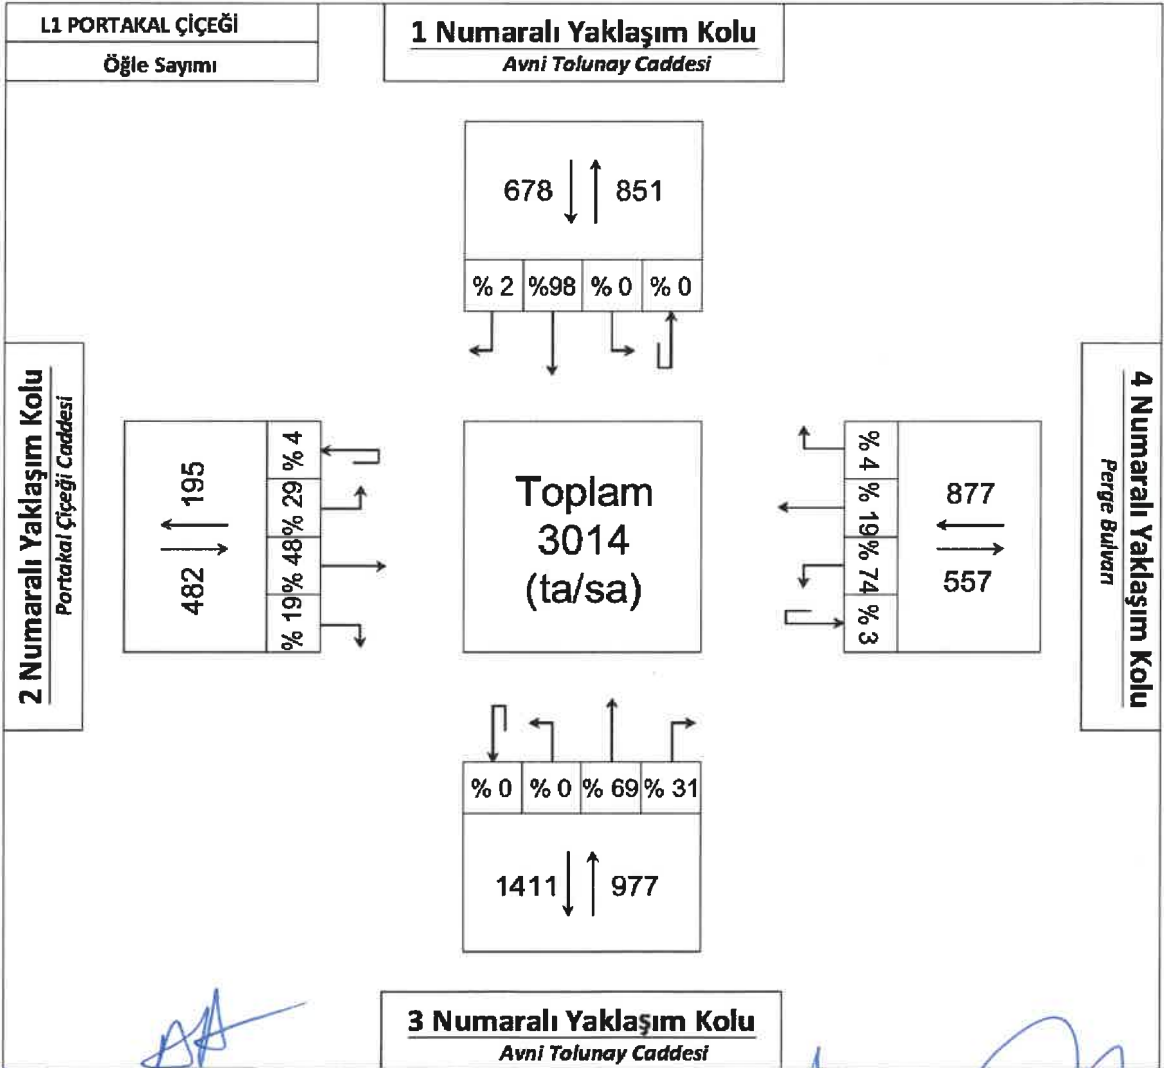 L1 PORTAKAL ÇİÇEĞİ
Öğle Sayımı
1 Numaralı Yaklaşım Kolu
Avni Tolunay Caddesi
678 851
% 2 %98 % 0 % 0
2 Numaralı Yaklaşım Kolu
Portakal Çiçeği Caddesi
195
482
% 4
% 29
% 48
% 19
Toplam
3014
(ta/sa)
% 4
% 19
% 74
% 3
877
557
4 Numaralı Yaklaşım Kolu
Perge Bulvarı
% 0 % 0 % 69 % 31
1411 977
3 Numaralı Yaklaşım Kolu
Avni Tolunay Caddesi